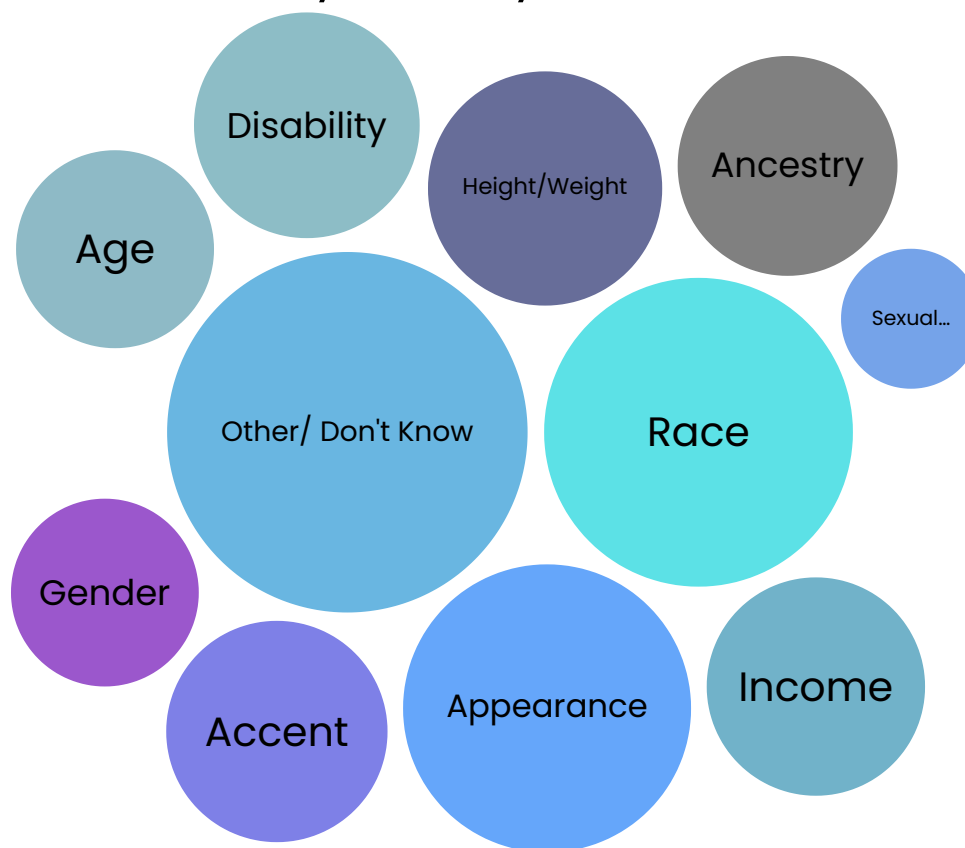 Disability
Height/Weight
Ancestry
Age
Sexual...
Other/ Don't Know
Race
Gender
Accent
Appearance
Income